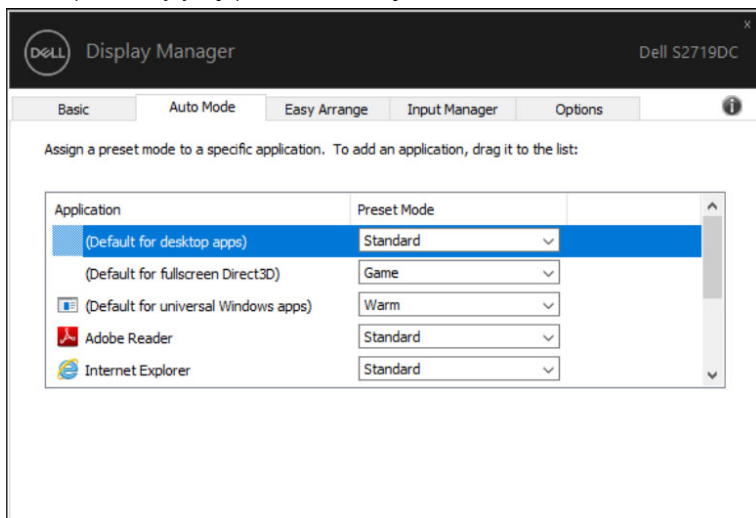 x
DELL Display Manager Dell S2719DC
Basic Auto Mode Easy Arrange Input Manager Options
Assign a preset mode to a specific application. To add an application, drag it to the list:
Application Preset Mode
(Default for desktop apps) Standard
(Default for fullscreen Direct3D) Game
(Default for universal Windows apps) Warm
Adobe Reader Standard
Internet Explorer Standard